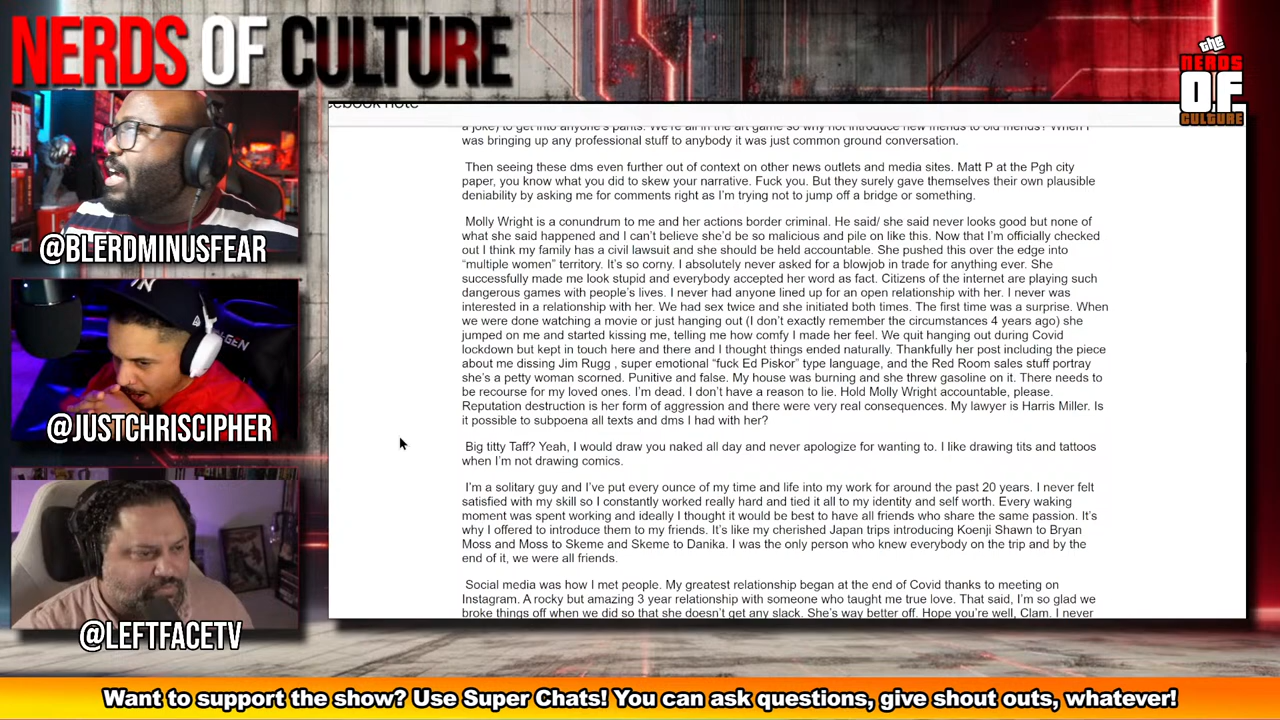 NERDS OF CULTURE
the
NERDS
O.F.
CULTURE
@BLERDMINUSFEAR
@JUSTCHRISCIPHER
@LEFTFACETV
ebook note
a joke) to get into anyone's pants. We're all in the art game so why not introduce new friends to old friends? When I
was bringing up any professional stuff to anybody it was just common ground conversation.
Then seeing these dms even further out of context on other news outlets and media sites. Matt P at the Pgh city
paper, you know what you did to skew your narrative. Fuck you. But they surely gave themselves their own plausible
deniability by asking me for comments right as I'm trying not to jump off a bridge or something.
Molly Wright is a conundrum to me and her actions border criminal. He said/ she said never looks good but none of
what she said happened and I can't believe she'd be so malicious and pile on like this. Now that I'm officially checked
out I think my family has a civil lawsuit and she should be held accountable. She pushed this over the edge into
“multiple women” territory. It's so corny. I absolutely never asked for a blowjob in trade for anything ever. She
successfully made me look stupid and everybody accepted her word as fact. Citizens of the internet are playing such
dangerous games with people's lives. I never had anyone lined up for an open relationship with her. I never was
interested in a relationship with her. We had sex twice and she initiated both times. The first time was a surprise. When
we were done watching a movie or just hanging out (I don't exactly remember the circumstances 4 years ago) she
jumped on me and started kissing me, telling me how comfy I made her feel. We quit hanging out during Covid
lockdown but kept in touch here and there and I thought things ended naturally. Thankfully her post including the piece
about me dissing Jim Rugg , super emotional “fuck Ed Piskor” type language, and the Red Room sales stuff portray
she's a petty woman scorned. Punitive and false. My house was burning and she threw gasoline on it. There needs to
be recourse for my loved ones. I'm dead. I don't have a reason to lie. Hold Molly Wright accountable, please.
Reputation destruction is her form of aggression and there were very real consequences. My lawyer is Harris Miller. Is
it possible to subpoena all texts and dms I had with her?
Big titty Taff? Yeah, I would draw you naked all day and never apologize for wanting to. I like drawing tits and tattoos
when I'm not drawing comics.
I'm a solitary guy and I've put every ounce of my time and life into my work for around the past 20 years. I never felt
satisfied with my skill so I constantly worked really hard and tied it all to my identity and self worth. Every waking
moment was spent working and ideally I thought it would be best to have all friends who share the same passion. It's
why I offered to introduce them to my friends. It's like my cherished Japan trips introducing Koenji Shawn to Bryan
Moss and Moss to Skeme and Skeme to Danika. I was the only person who knew everybody on the trip and by the
end of it, we were all friends.
Social media was how I met people. My greatest relationship began at the end of Covid thanks to meeting on
Instagram. A rocky but amazing 3 year relationship with someone who taught me true love. That said, I'm so glad we
broke things off when we did so that she doesn't get any slack. She's way better off. Hope you're well, Clam. I never
Want to support the show? Use Super Chats! You can ask questions, give shout outs, whatever!